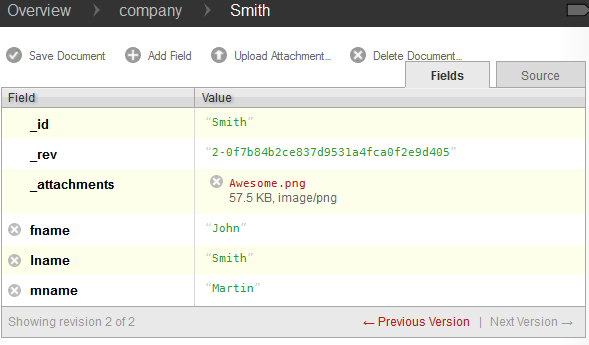 Overview company Smith
Save Document Add Field Upload Attachment... Delete Document...
Fields Source
Field Value
_id "Smith"
_rev "2-0f7b84b2ce837d9531a4fca0f2e9d405"
_attachments Awesome.png
57.5 KB, image/png
fname "John"
lname "Smith"
mname "Martin"
Showing revision 2 of 2 ← Previous Version | Next Version →